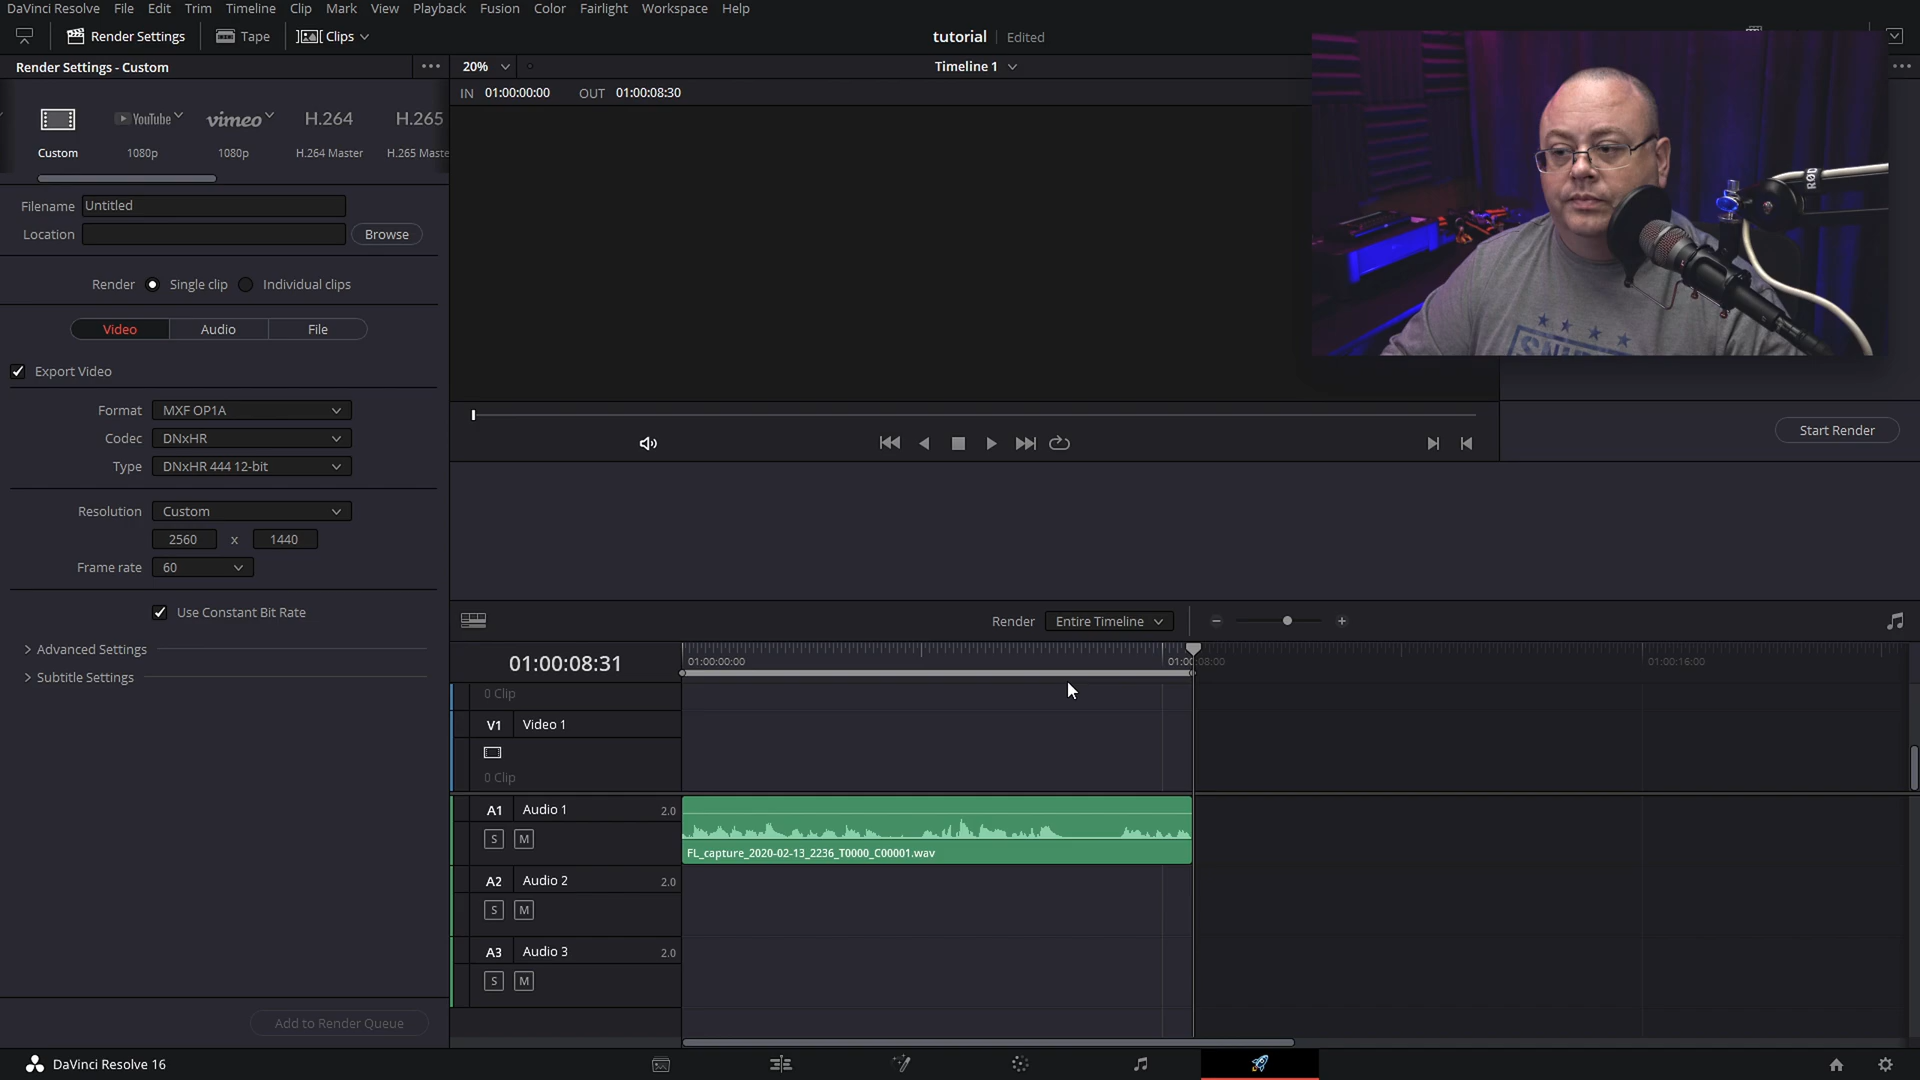 DaVinci Resolve File Edit Trim Timeline Clip Mark View Playback Fusion Color Fairlight Workspace Help
Render Settings Tape Clips tutorial Edited
Render Settings - Custom 20% Timeline 1
IN 01:00:00:00 OUT 01:00:08:30
YouTube vimeo H.264 H.265
Custom 1080p 1080p H.264 Master H.265 Maste
Filename Untitled
Location Browse
Render Single clip Individual clips
Video Audio File
Export Video
Format MXF OP1A
Codec DNxHR
Type DNxHR 444 12-bit
Resolution Custom
2560 x 1440
Frame rate 60
Use Constant Bit Rate
Advanced Settings
Subtitle Settings
Add to Render Queue
RØD
Start Render
Render Entire Timeline
01:00:08:31 01:00:00:00 01:00:08:00 01:00:16:00
0 Clip
V1 Video 1
0 Clip
A1 Audio 1 2.0
S M
FL_capture_2020-02-13_2236_T0000_C00001.wav
A2 Audio 2 2.0
S M
A3 Audio 3 2.0
S M
DaVinci Resolve 16